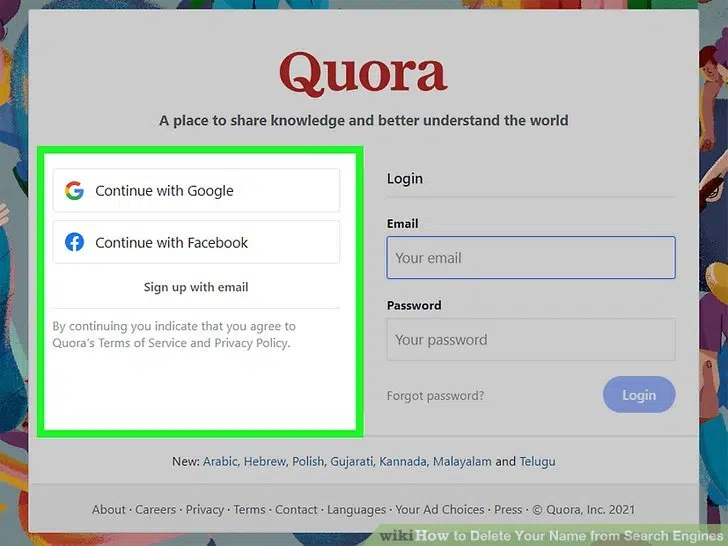 Quora
A place to share knowledge and better understand the world
Continue with Google
Continue with Facebook
Sign up with email
By continuing you indicate that you agree to
Quora's Terms of Service and Privacy Policy.
Login
Email
Your email
Password
Your password
Forgot password?
Login
New: Arabic, Hebrew, Polish, Gujarati, Kannada, Malayalam and Telugu
About · Careers · Privacy · Terms · Contact · Languages · Your Ad Choices · Press · © Quora, Inc. 2021
wikiHow to Delete Your Name from Search Engines